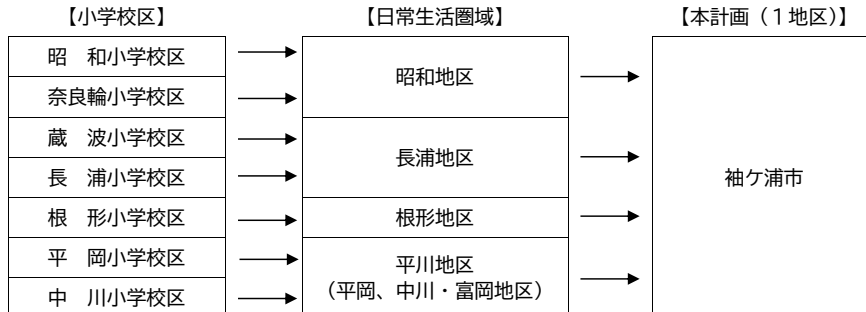 【小学校区】
【日常生活圏域】
【本計画（１地区）】
昭　和小学校区
奈良輪小学校区
蔵　波小学校区
長　浦小学校区
根　形小学校区
平　岡小学校区
中　川小学校区
昭和地区
長浦地区
根形地区
平川地区
（平岡、中川・富岡地区）
袖ケ浦市